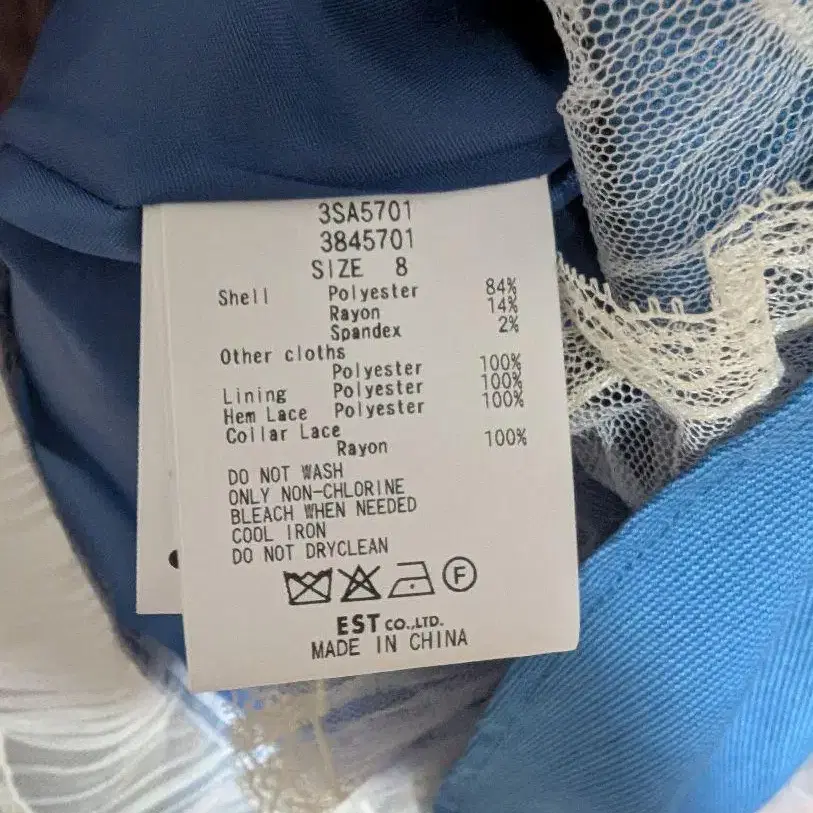 3SA5701
3845701
SIZE 8
Shell Polyester 84%
Rayon 14%
Spandex 2%
Other cloths
Polyester 100%
Lining Polyester 100%
Hem Lace Polyester 100%
Collar Lace
Rayon 100%
DO NOT WASH
ONLY NON-CHLORINE
BLEACH WHEN NEEDED
COOL IRON
DO NOT DRYCLEAN
F
EST CO.,LTD.
MADE IN CHINA